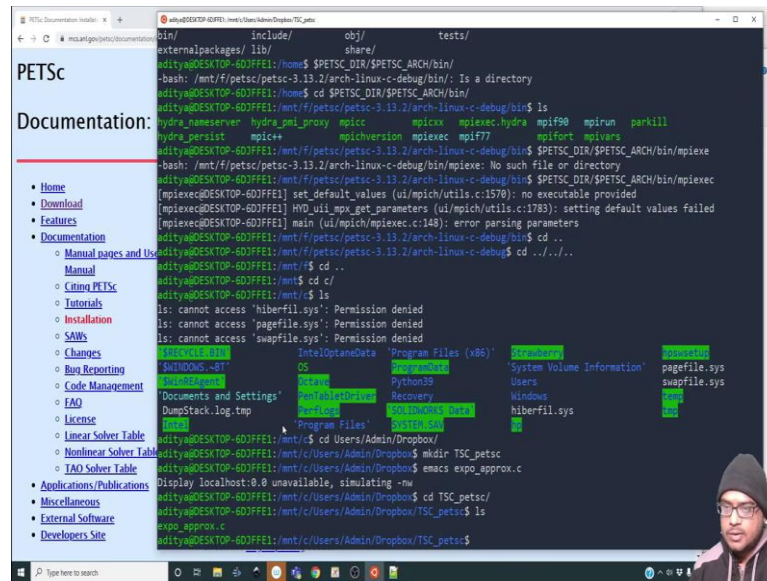 PETSc: Documentation: Installat
aditya@DESKTOP-6DJFFE1: /mnt/c/Users/Admin/Dropbox/TSC_petsc
mcs.anl.gov/petsc/documentation/
PETSc
Documentation:
Home
Download
Features
Documentation
Manual pages and Use
Manual
Citing PETSc
Tutorials
Installation
SAWs
Changes
Bug Reporting
Code Management
FAQ
License
Linear Solver Table
Nonlinear Solver Tabl
TAO Solver Table
Applications/Publications
Miscellaneous
External Software
Developers Site
bin/ include/ obj/ tests/
externalpackages/ lib/ share/
aditya@DESKTOP-6DJFFE1:/home$ $PETSC_DIR/$PETSC_ARCH/bin/
-bash: /mnt/f/petsc/petsc-3.13.2/arch-linux-c-debug/bin/: Is a directory
aditya@DESKTOP-6DJFFE1:/home$ cd $PETSC_DIR/$PETSC_ARCH/bin/
aditya@DESKTOP-6DJFFE1:/mnt/f/petsc/petsc-3.13.2/arch-linux-c-debug/bin$ ls
hydra_nameserver hydra_pmi_proxy mpicc mpicxx mpiexec.hydra mpif90 mpirun parkill
hydra_persist mpic++ mpichversion mpiexec mpif77 mpifort mpivars
aditya@DESKTOP-6DJFFE1:/mnt/f/petsc/petsc-3.13.2/arch-linux-c-debug/bin$ $PETSC_DIR/$PETSC_ARCH/bin/mpiexe
-bash: /mnt/f/petsc/petsc-3.13.2/arch-linux-c-debug/bin/mpiexe: No such file or directory
aditya@DESKTOP-6DJFFE1:/mnt/f/petsc/petsc-3.13.2/arch-linux-c-debug/bin$ $PETSC_DIR/$PETSC_ARCH/bin/mpiexec
[mpiexec@DESKTOP-6DJFFE1] set_default_values (ui/mpich/utils.c:1570): no executable provided
[mpiexec@DESKTOP-6DJFFE1] HYD_uii_mpx_get_parameters (ui/mpich/utils.c:1783): setting default values failed
[mpiexec@DESKTOP-6DJFFE1] main (ui/mpich/mpiexec.c:148): error parsing parameters
aditya@DESKTOP-6DJFFE1:/mnt/f/petsc/petsc-3.13.2/arch-linux-c-debug/bin$ cd ..
aditya@DESKTOP-6DJFFE1:/mnt/f/petsc/petsc-3.13.2/arch-linux-c-debug$ cd ../../..
aditya@DESKTOP-6DJFFE1:/mnt/f$ cd ..
aditya@DESKTOP-6DJFFE1:/mnt$ cd c/
aditya@DESKTOP-6DJFFE1:/mnt/c$ ls
ls: cannot access 'hiberfil.sys': Permission denied
ls: cannot access 'pagefile.sys': Permission denied
ls: cannot access 'swapfile.sys': Permission denied
'$RECYCLE.BIN' IntelOptaneData 'Program Files (x86)' Strawberry hpswsetup
'$WINDOWS.~BT' OS ProgramData 'System Volume Information' pagefile.sys
'$WinREAgent' Octave Python39 Users swapfile.sys
'Documents and Settings' PenTabletDriver Recovery Windows temp
DumpStack.log.tmp PerfLogs 'SOLIDWORKS Data' hiberfil.sys tmp
Intel 'Program Files' SYSTEM.SAV hp
aditya@DESKTOP-6DJFFE1:/mnt/c$ cd Users/Admin/Dropbox/
aditya@DESKTOP-6DJFFE1:/mnt/c/Users/Admin/Dropbox$ mkdir TSC_petsc
aditya@DESKTOP-6DJFFE1:/mnt/c/Users/Admin/Dropbox$ emacs expo_approx.c
Display localhost:0.0 unavailable, simulating -nw
aditya@DESKTOP-6DJFFE1:/mnt/c/Users/Admin/Dropbox$ cd TSC_petsc/
aditya@DESKTOP-6DJFFE1:/mnt/c/Users/Admin/Dropbox/TSC_petsc$ ls
expo_approx.c
aditya@DESKTOP-6DJFFE1:/mnt/c/Users/Admin/Dropbox/TSC_petsc$
Type here to search